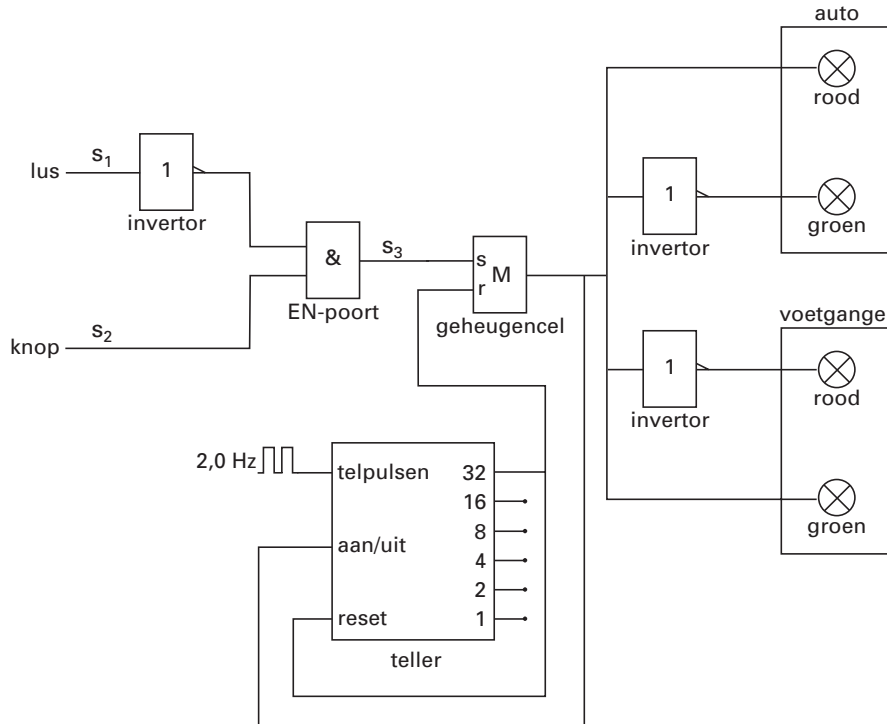 auto
rood
lus
s1
1
invertor
1
invertor
groen
&
EN-poort
s3
s
r
M
geheugencel
knop
s2
voetgange
1
invertor
rood
2,0 Hz
telpulsen
32
16
8
aan/uit
4
2
reset
1
teller
groen